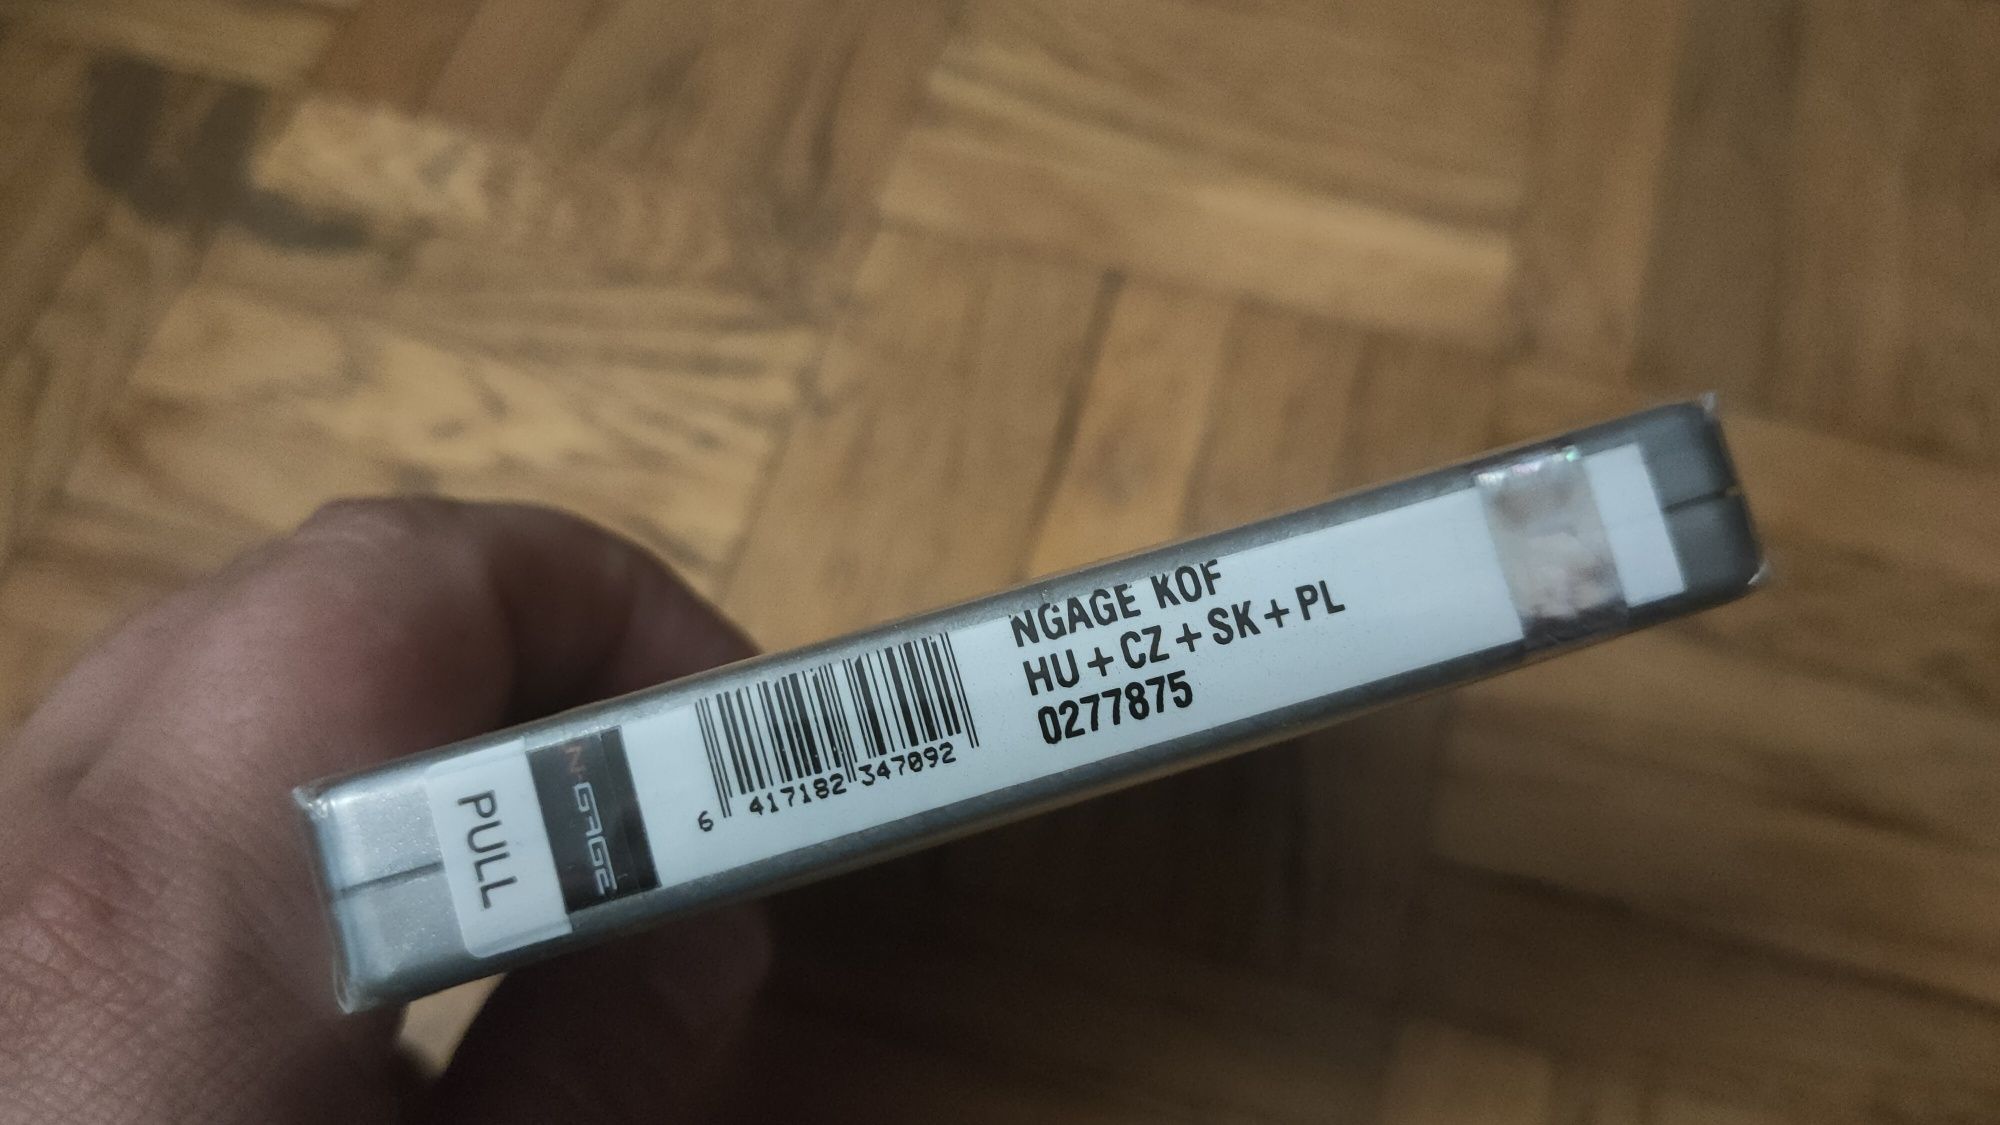 PULL
N-GAGE
6 417182 347092
NGAGE KOF
HU + CZ + SK + PL
0277875